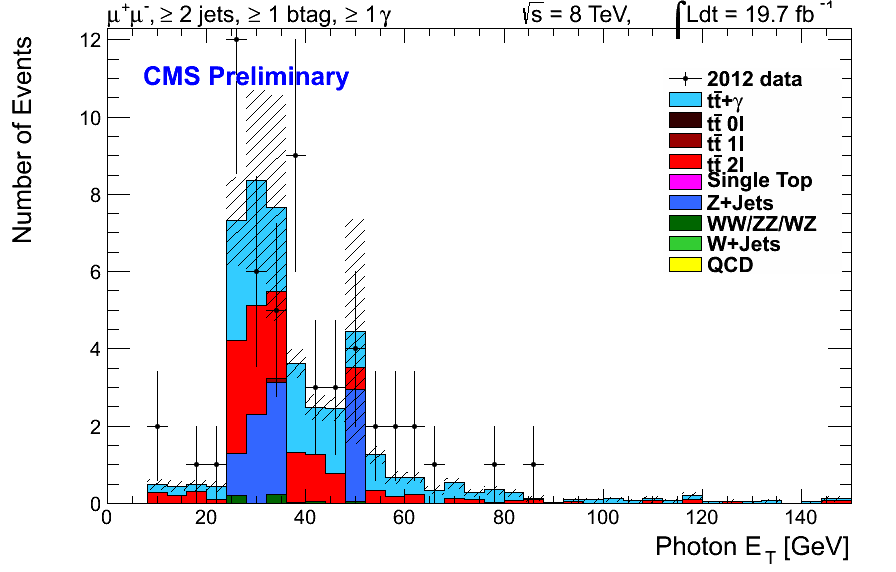 μ⁺μ⁻, ≥ 2 jets, ≥ 1 btag, ≥ 1 γ √s = 8 TeV, ∫Ldt = 19.7 fb⁻¹
CMS Preliminary
2012 data
tt̄+γ
tt̄ 0l
tt̄ 1l
tt̄ 2l
Single Top
Z+Jets
WW/ZZ/WZ
W+Jets
QCD
Number of Events
12
10
8
6
4
2
0
0 20 40 60 80 100 120 140
Photon E_T [GeV]